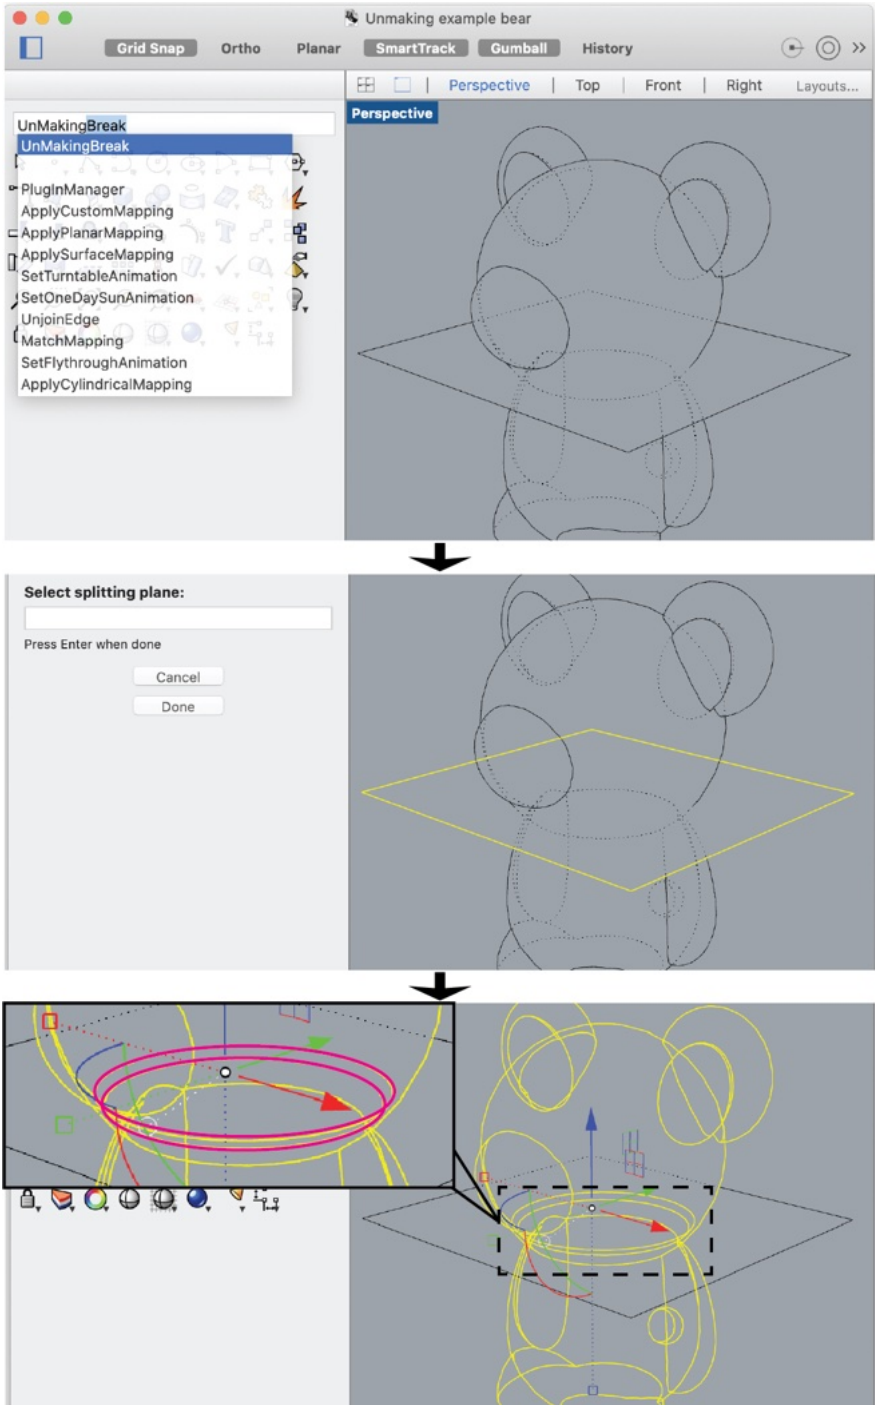 Unmaking example bear
Grid Snap Ortho Planar SmartTrack Gumball History
Perspective Top Front Right Layouts...
Perspective
UnMakingBreak
UnMakingBreak
PlugInManager
ApplyCustomMapping
ApplyPlanarMapping
ApplySurfaceMapping
SetTurntableAnimation
SetOneDaySunAnimation
UnjoinEdge
MatchMapping
SetFlythroughAnimation
ApplyCylindricalMapping
Select splitting plane:
Press Enter when done
Cancel
Done